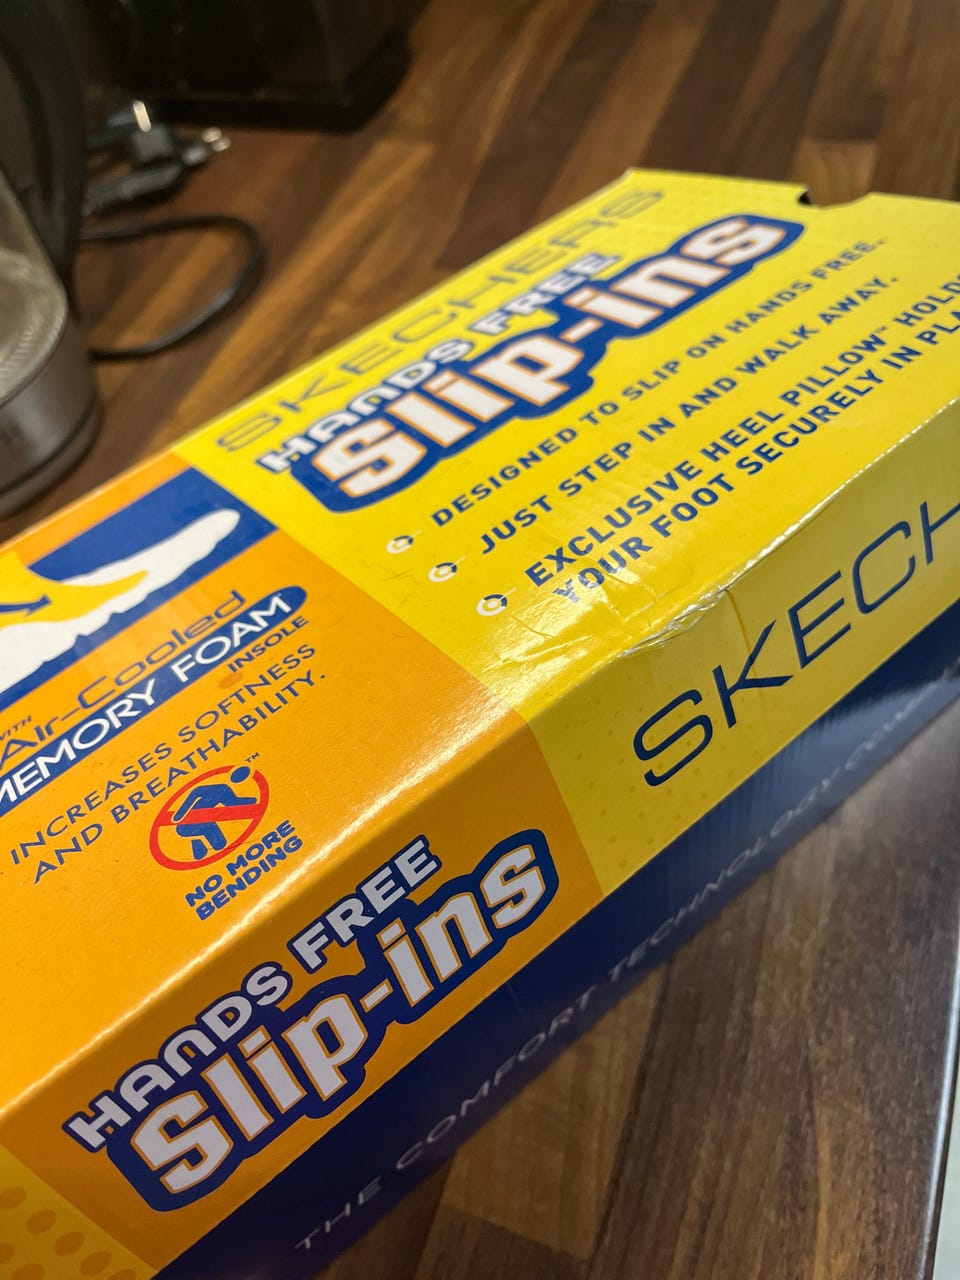 SKECHERS
HANDS FREE
Slip-ins
DESIGNED TO SLIP ON HANDS FREE.
JUST STEP IN AND WALK AWAY.
EXCLUSIVE HEEL PILLOW™ HOLDS
YOUR FOOT SECURELY IN
WITH
Air-Cooled
MEMORY FOAM
INSOLE
INCREASES SOFTNESS
AND BREATHABILITY.
TM
NO MORE
BENDING
SKECH
HANDS FREE
Slip-ins
THE COMFORT TECHNOLOGY